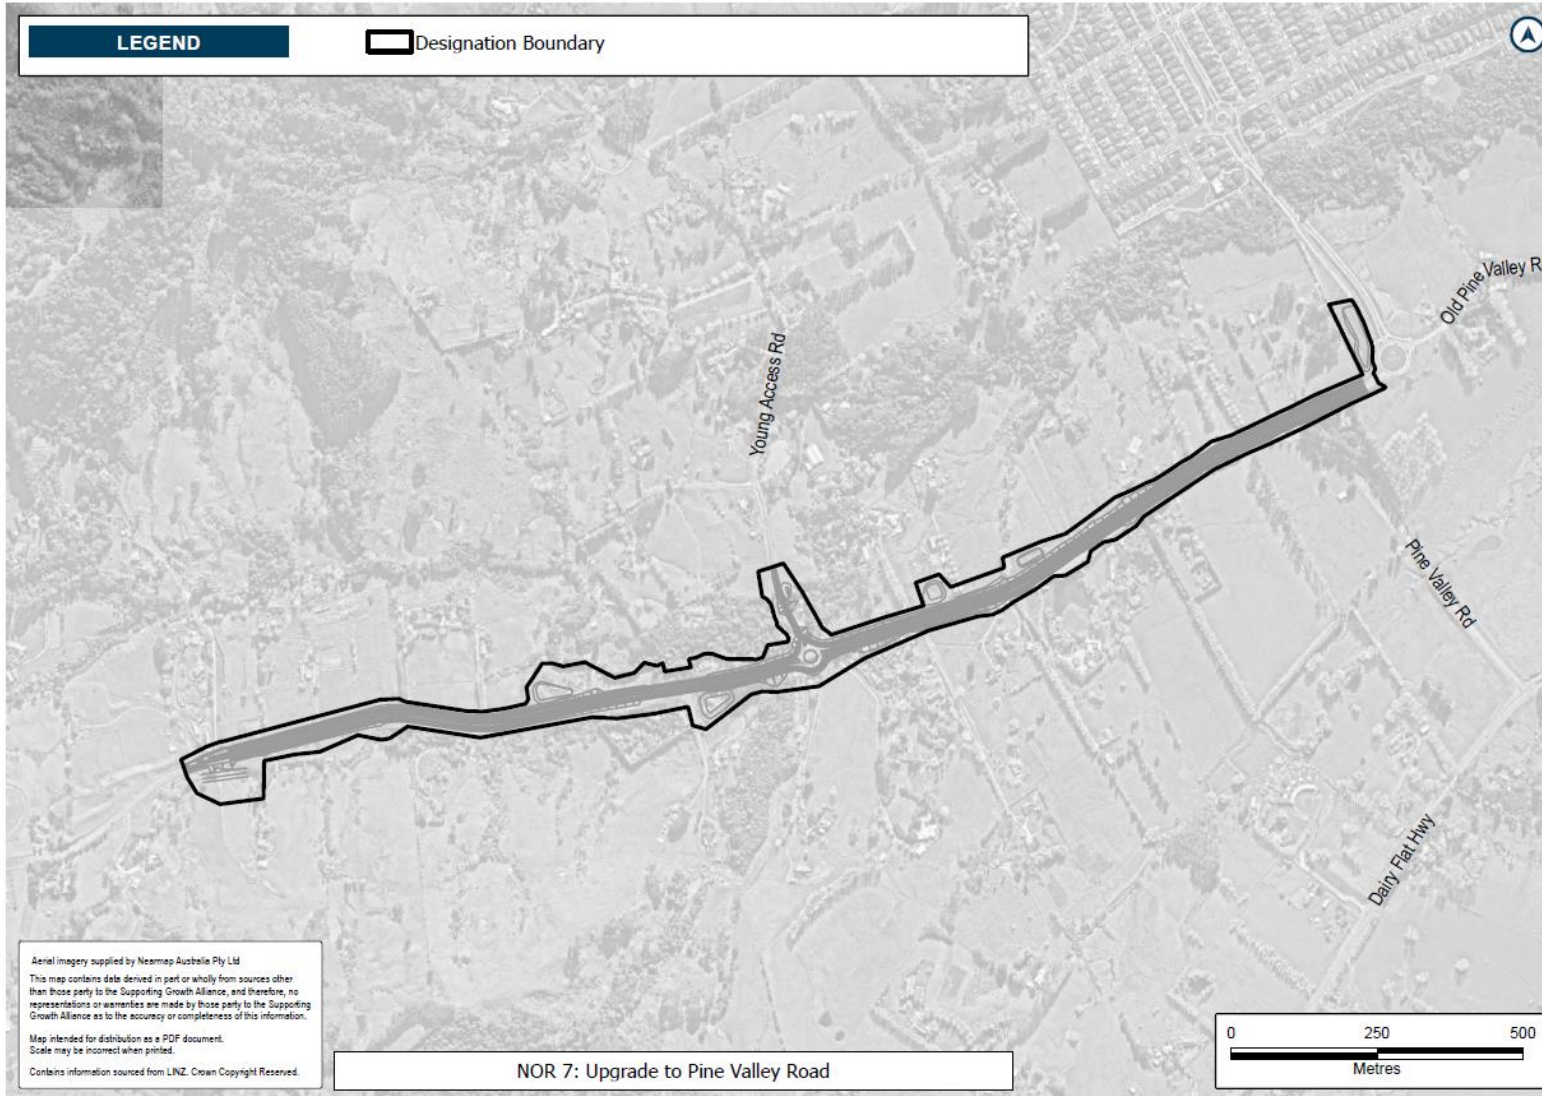 LEGEND
Designation Boundary
Old Pine Valley R
Young Access Rd
Pine Valley Rd
Dairy Flat Hwy
Aerial imagery supplied by Nearmap Australia Pty Ltd
This map contains data derived in part or wholly from sources other
than those party to the Supporting Growth Alliance, and therefore, no
representations or warranties are made by those party to the Supporting
Growth Alliance as to the accuracy or completeness of this information.
Map intended for distribution as a PDF document.
Scale may be incorrect when printed.
Contains information sourced from LINZ. Crown Copyright Reserved.
NOR 7: Upgrade to Pine Valley Road
0 250 500
Metres